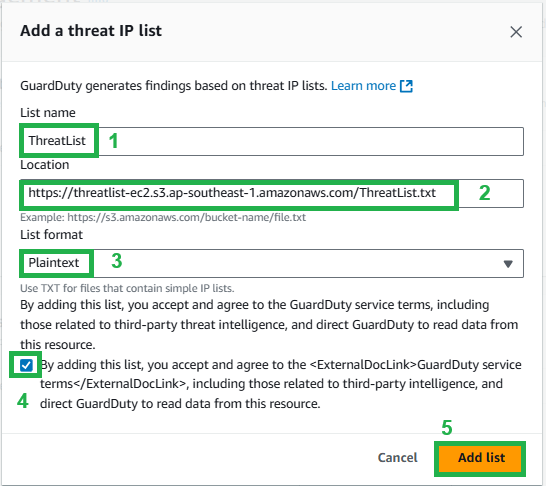 Add a threat IP list
GuardDuty generates findings based on threat IP lists. Learn more
List name
ThreatList 1
Location
https://threatlist-ec2.s3.ap-southeast-1.amazonaws.com/ThreatList.txt 2
Example: https://s3.amazonaws.com/bucket-name/file.txt
List format
Plaintext 3
Use TXT for files that contain simple IP lists.
By adding this list, you accept and agree to the GuardDuty service terms, including
those related to third-party threat intelligence, and direct GuardDuty to read data from
this resource.
By adding this list, you accept and agree to the <ExternalDocLink>GuardDuty service
terms</ExternalDocLink>, including those related to third-party intelligence, and
4 direct GuardDuty to read data from this resource.
5
Cancel Add list